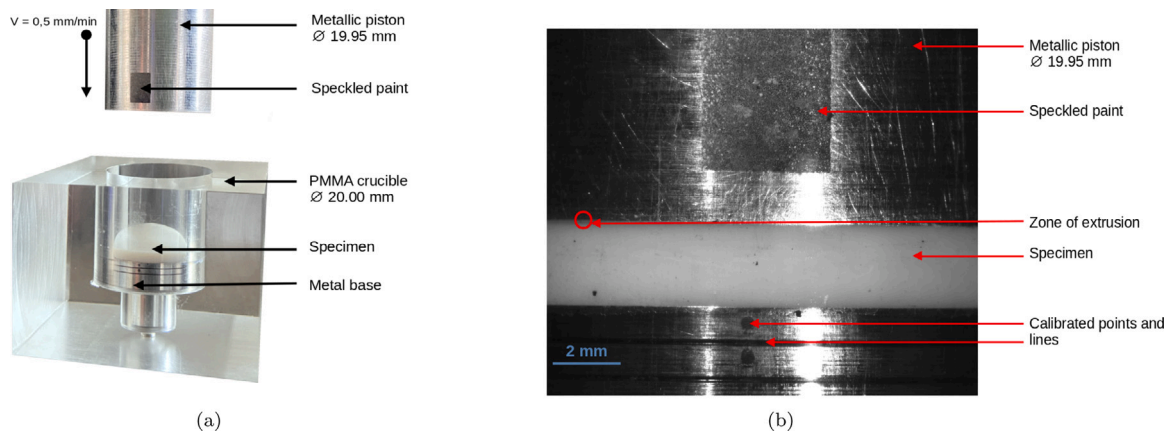 V = 0,5 mm/min
Metallic piston
∅ 19.95 mm
Speckled paint
PMMA crucible
∅ 20.00 mm
Specimen
Metal base
(a)
Metallic piston
∅ 19.95 mm
Speckled paint
Zone of extrusion
Specimen
Calibrated points and
lines
2 mm
(b)